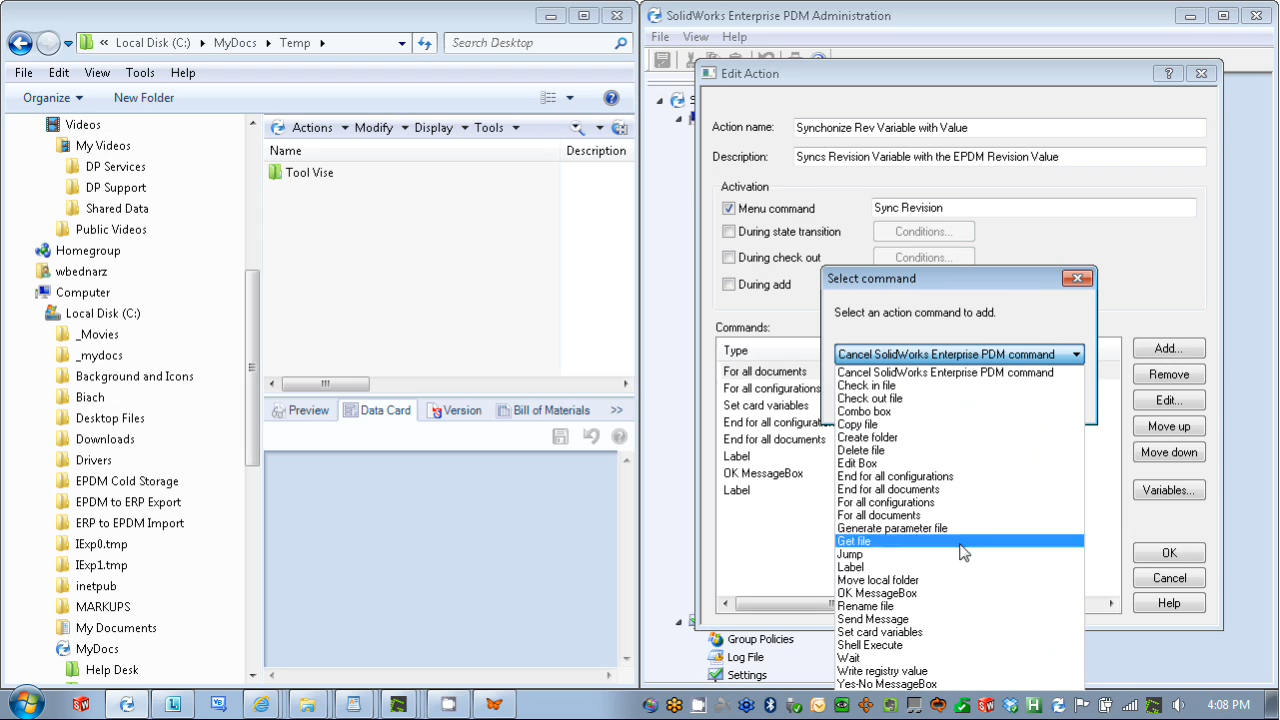 « Local Disk (C:) ▸ MyDocs ▸ Temp ▸
Search Desktop
File Edit View Tools Help
Organize New Folder
Videos
My Videos
DP Services
DP Support
Shared Data
Public Videos
Homegroup
wbednarz
Computer
Local Disk (C:)
_Movies
_mydocs
Background and Icons
Biach
Desktop Files
Downloads
Drivers
EPDM Cold Storage
EPDM to ERP Export
ERP to EPDM Import
IExp0.tmp
IExp1.tmp
inetpub
MARKUPS
My Documents
MyDocs
Help Desk
Actions Modify Display Tools
Name Description
Tool Vise
Preview Data Card Version Bill of Materials >>
SolidWorks Enterprise PDM Administration
File View Help
Edit Action
Action name: Synchonize Rev Variable with Value
Description: Syncs Revision Variable with the EPDM Revision Value
Activation
Menu command Sync Revision
During state transition Conditions...
During check out Conditions...
During add
Commands:
Type
For all documents
For all configurations
Set card variables
End for all configura
End for all documents
Label
OK MessageBox
Label
Add...
Remove
Edit...
Move up
Move down
Variables...
OK
Cancel
Help
Select command
Select an action command to add.
Cancel SolidWorks Enterprise PDM command
Cancel SolidWorks Enterprise PDM command
Check in file
Check out file
Combo box
Copy file
Create folder
Delete file
Edit Box
End for all configurations
End for all documents
For all configurations
For all documents
Generate parameter file
Get file
Jump
Label
Move local folder
OK MessageBox
Rename file
Send Message
Set card variables
Shell Execute
Wait
Write registry value
Yes-No MessageBox
Group Policies
Log File
Settings
4:08 PM